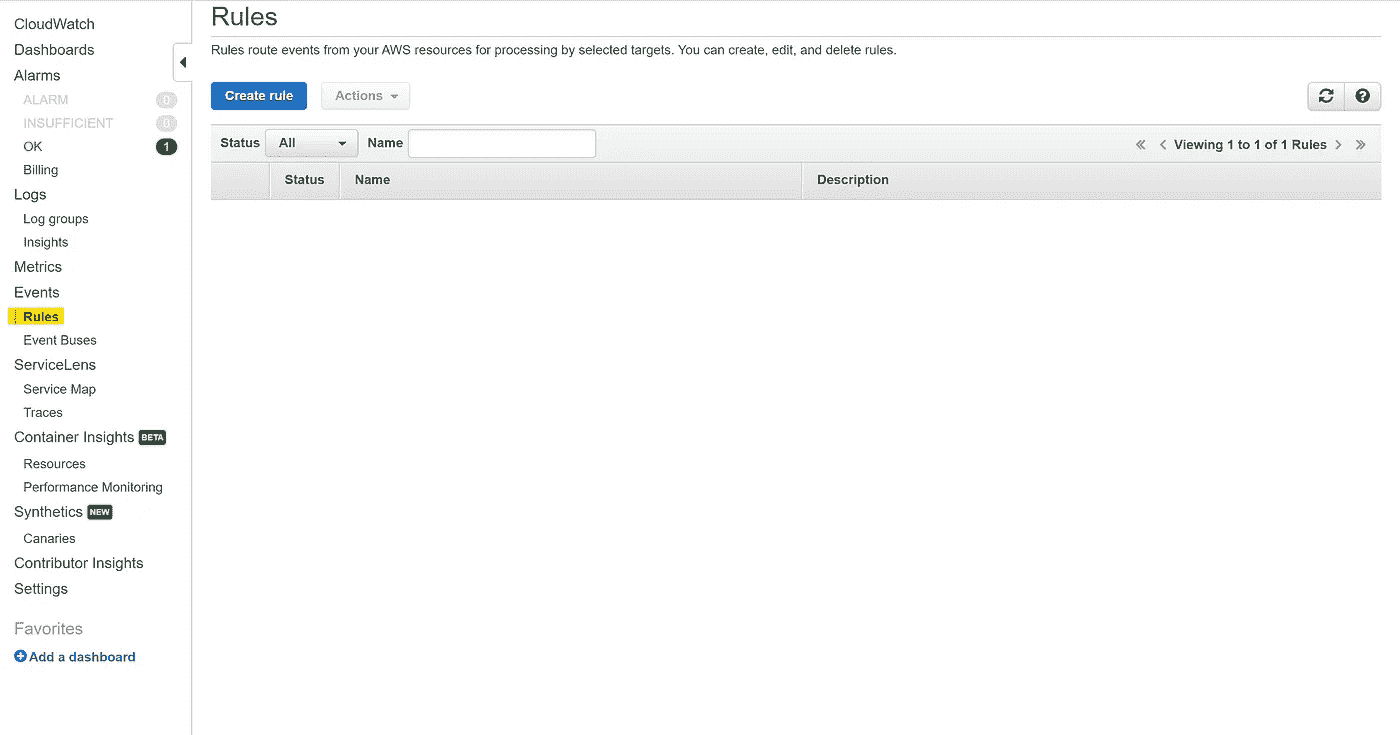 CloudWatch
Dashboards
Alarms
ALARM 0
INSUFFICIENT 0
OK 1
Billing
Logs
Log groups
Insights
Metrics
Events
Rules
Event Buses
ServiceLens
Service Map
Traces
Container Insights BETA
Resources
Performance Monitoring
Synthetics NEW
Canaries
Contributor Insights
Settings
Favorites
Add a dashboard
Rules
Rules route events from your AWS resources for processing by selected targets. You can create, edit, and delete rules.
Create rule Actions
Status All Name Viewing 1 to 1 of 1 Rules
Status Name Description